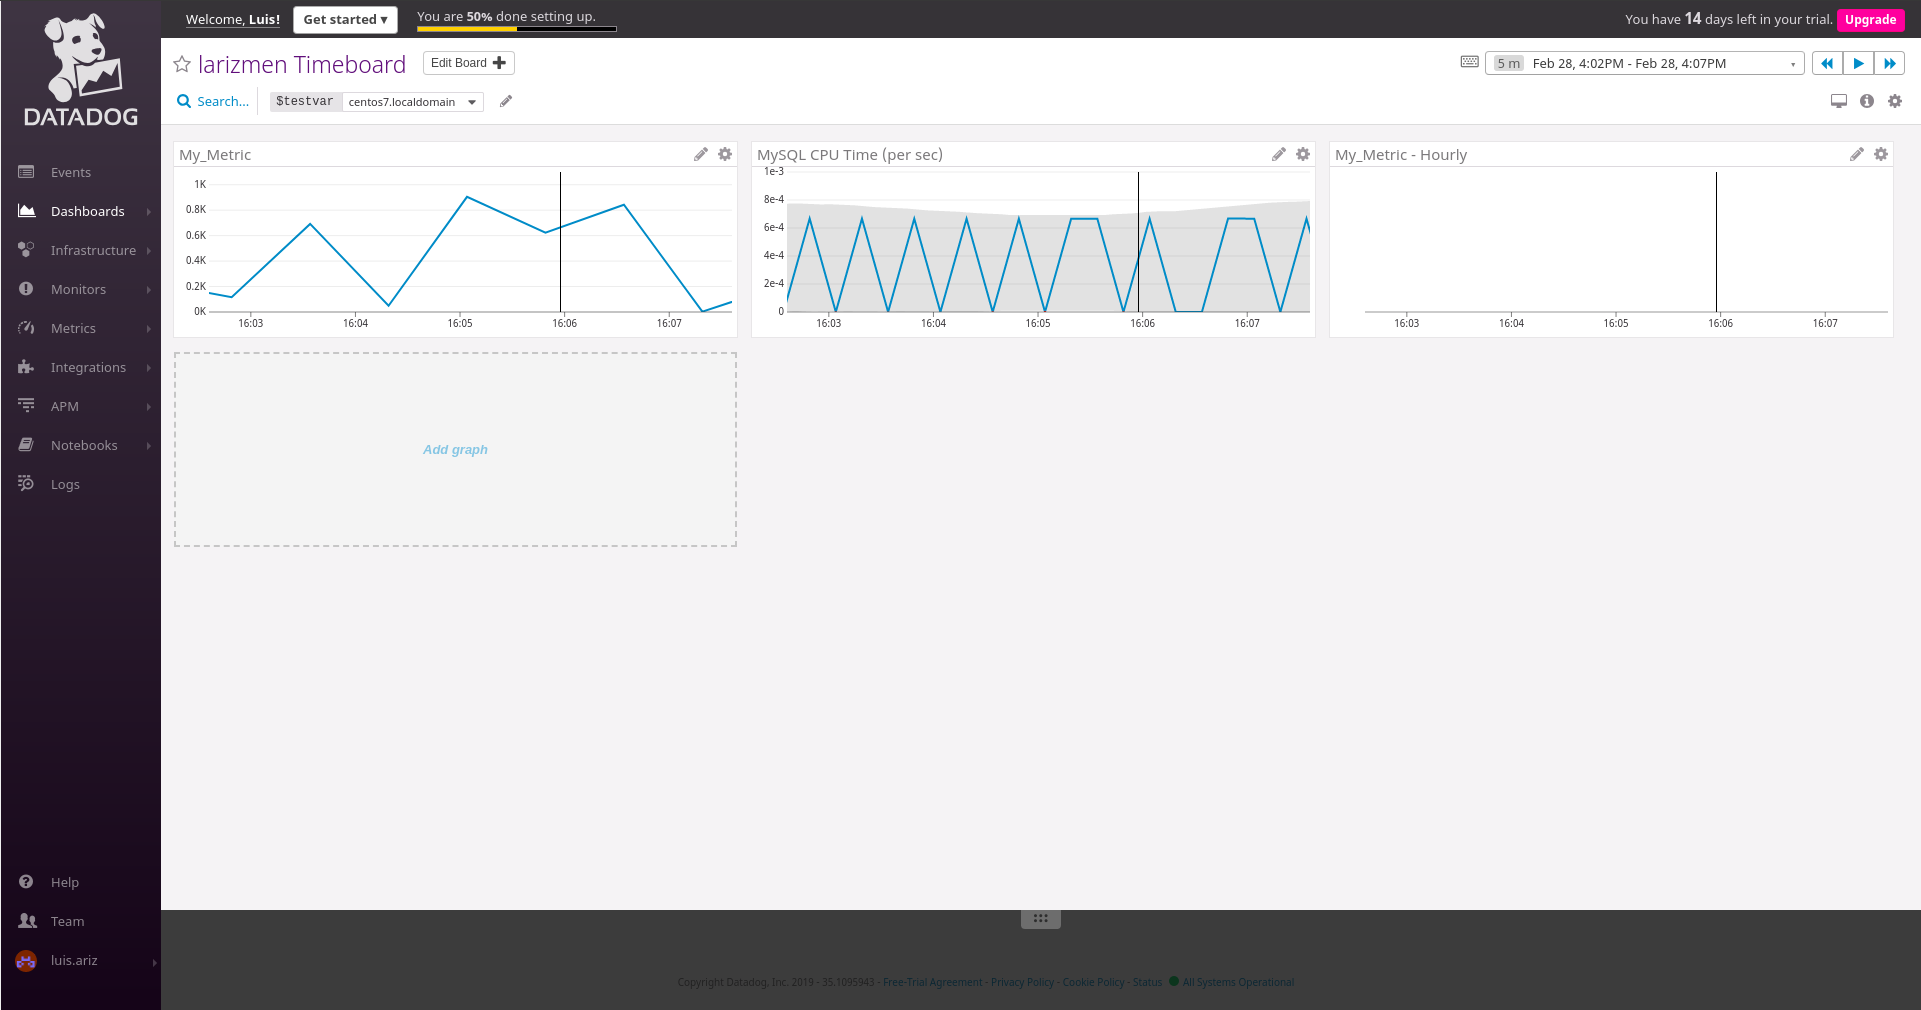 Welcome, Luis!
Get started ▾
You are 50% done setting up.
You have 14 days left in your trial.
Upgrade
DATADOG
Events
Dashboards
Infrastructure
Monitors
Metrics
Integrations
APM
Notebooks
Logs
Help
Team
luis.ariz
larizmen Timeboard
Edit Board
5 m Feb 28, 4:02PM - Feb 28, 4:07PM
Search...
$testvar centos7.localdomain
My_Metric
1K
0.8K
0.6K
0.4K
0.2K
0K
16:03 16:04 16:05 16:06 16:07
MySQL CPU Time (per sec)
1e-3
8e-4
6e-4
4e-4
2e-4
0
16:03 16:04 16:05 16:06 16:07
My_Metric - Hourly
16:03 16:04 16:05 16:06 16:07
Add graph
Copyright Datadog, Inc. 2019 - 35.1095943 - Free-Trial Agreement - Privacy Policy - Cookie Policy - Status All Systems Operational